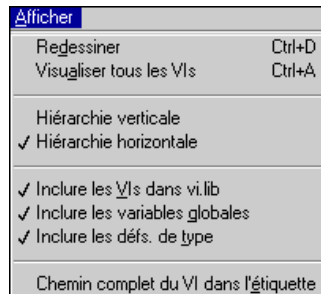 Afficher
Redessiner Ctrl+D
Visualiser tous les VIs Ctrl+A
Hiérarchie verticale
✓ Hiérarchie horizontale
✓ Inclure les VIs dans vi.lib
✓ Inclure les variables globales
✓ Inclure les défs. de type
Chemin complet du VI dans l'étiquette